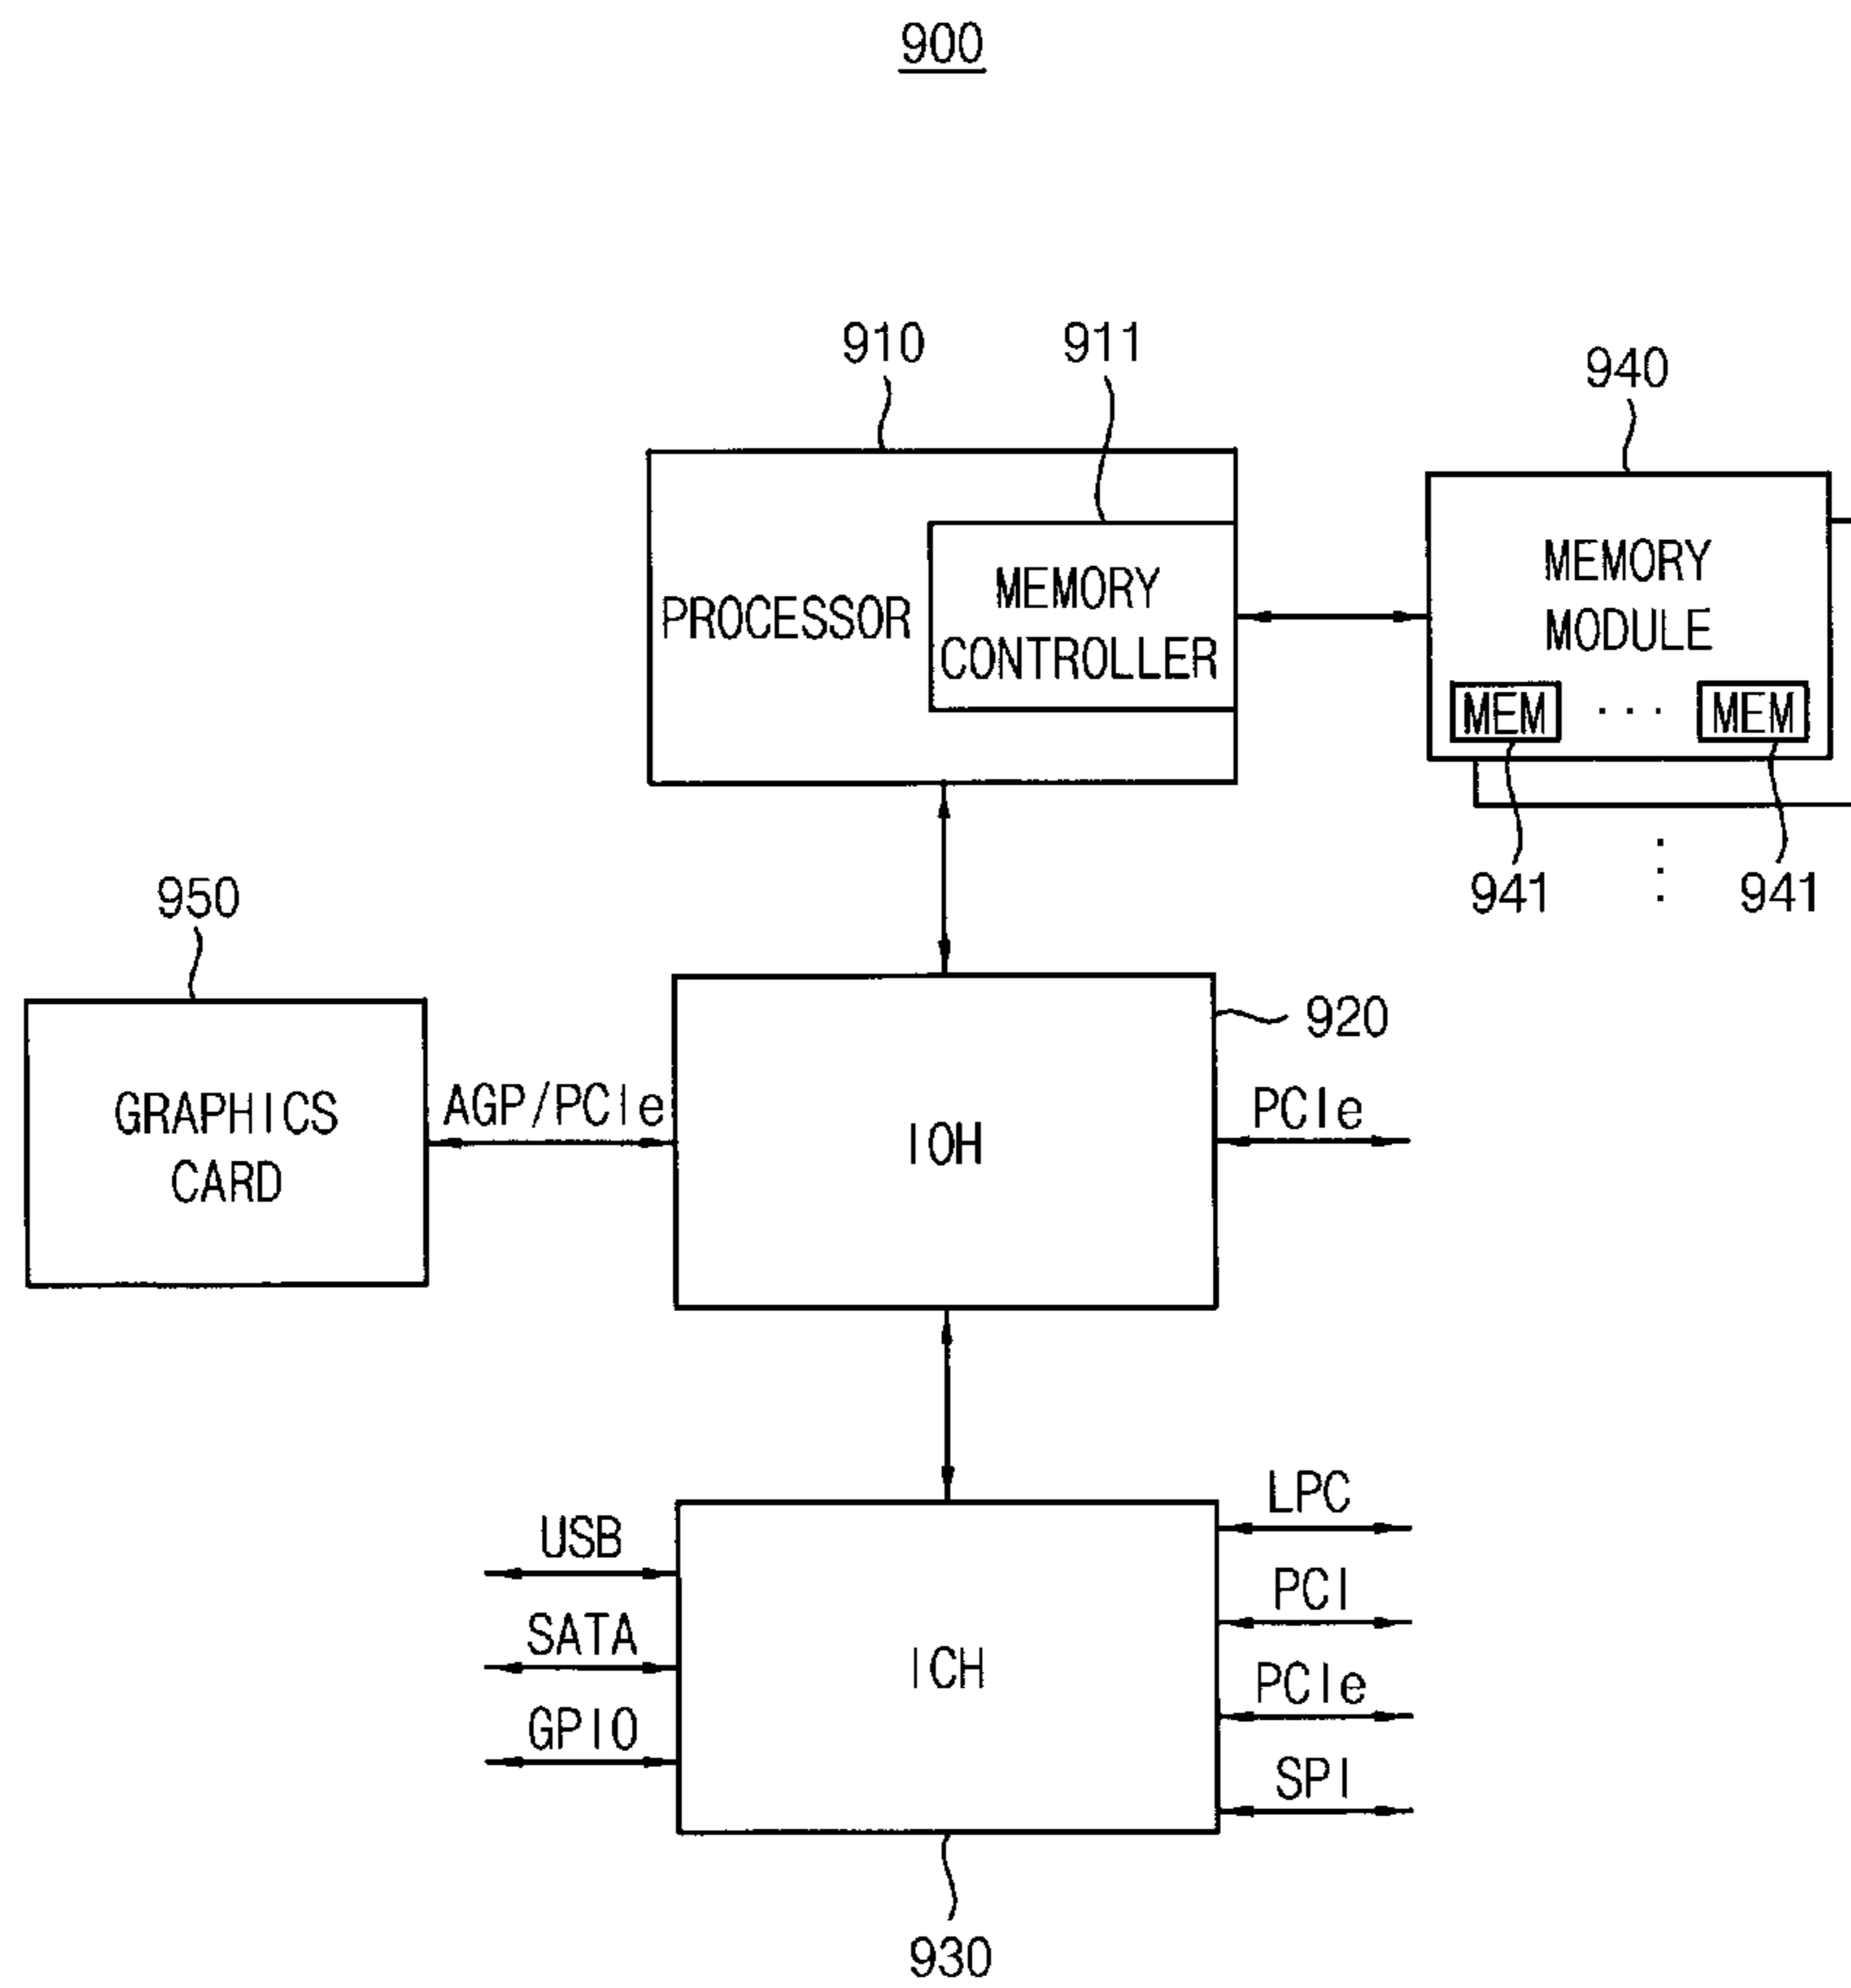 900
910
911
940
PROCESSOR
MEMORY
CONTROLLER
MEMORY
MODULE
MEM
...
MEM
941
941
950
920
GRAPHICS
CARD
AGP/PCIe
IOH
PCIe
USB
SATA
GPIO
ICH
LPC
PCI
PCIe
SPI
930